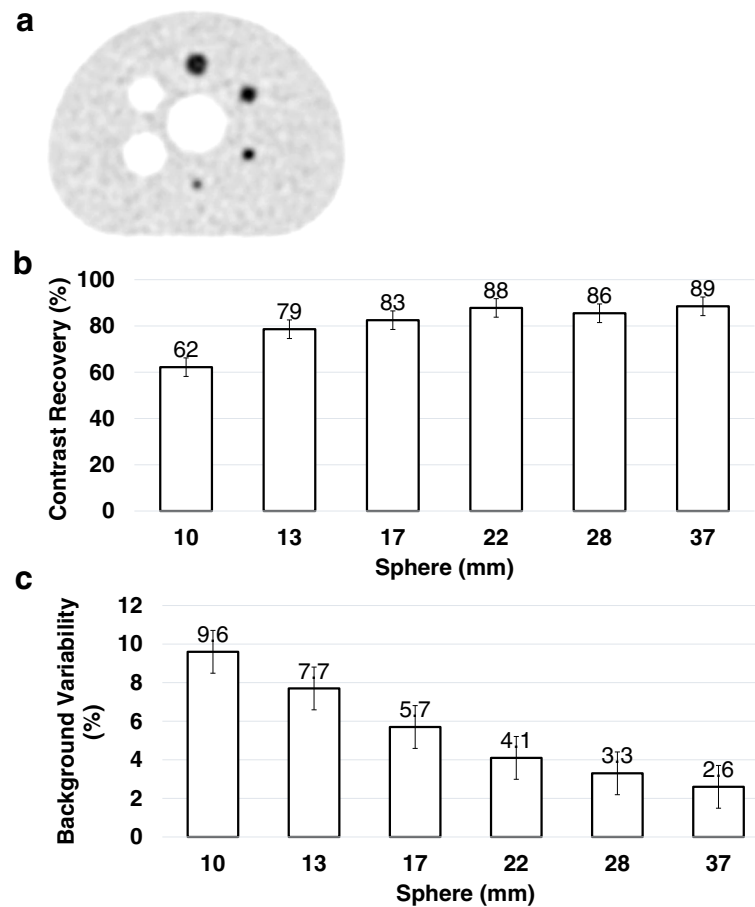 a
b
Contrast Recovery (%)
100
80
60
40
20
0
62
79
83
88
86
89
10 13 17 22 28 37
Sphere (mm)
c
Background Variability
(%)
12
10
8
6
4
2
0
9.6
7.7
5.7
4.1
3.3
2.6
10 13 17 22 28 37
Sphere (mm)